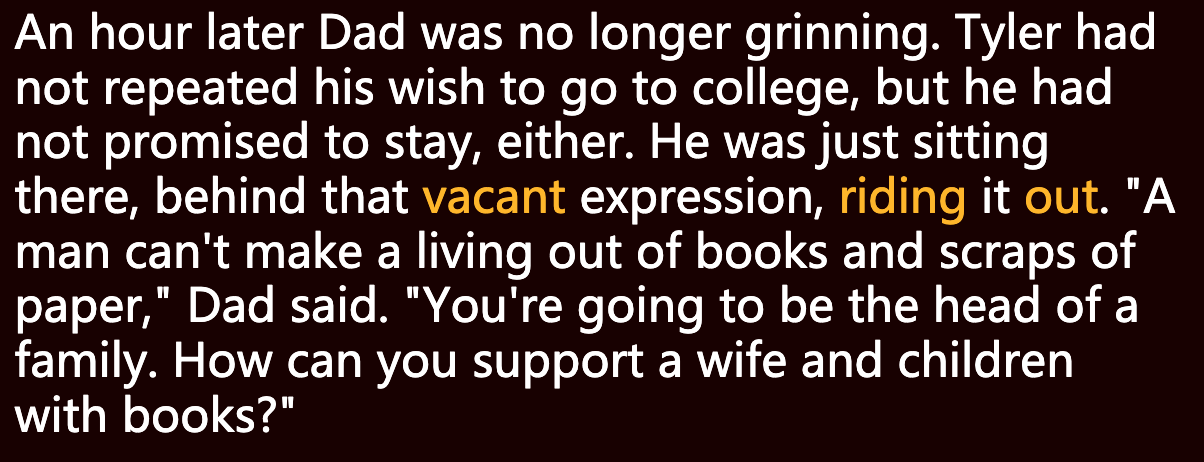 An hour later Dad was no longer grinning. Tyler had
not repeated his wish to go to college, but he had
not promised to stay, either. He was just sitting
there, behind that vacant expression, riding it out. "A
man can't make a living out of books and scraps of
paper," Dad said. "You're going to be the head of a
family. How can you support a wife and children
with books?"